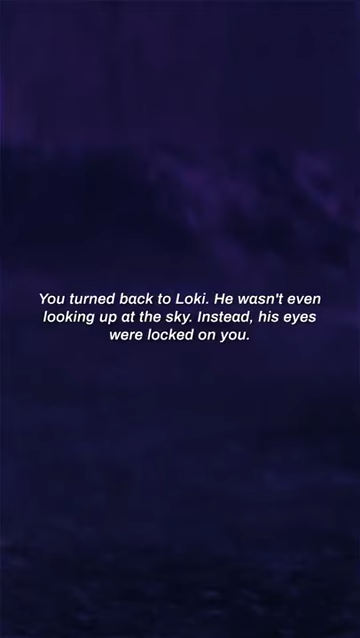 You turned back to Loki. He wasn't even
looking up at the sky. Instead, his eyes
were locked on you.